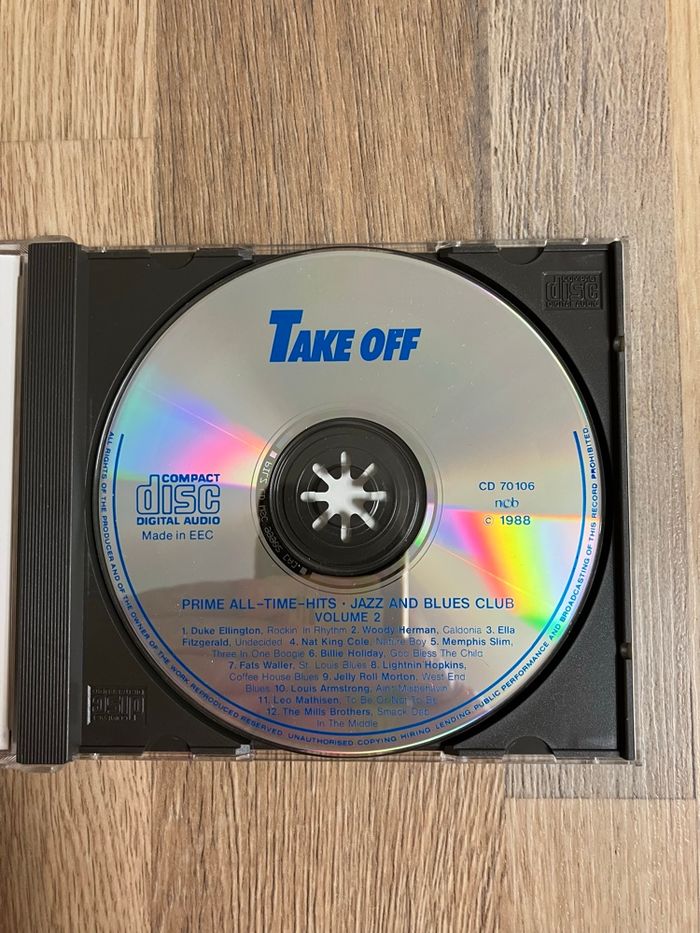 TAKE OFF
COMPACT
disc
DIGITAL AUDIO
Made in EEC
CD 70106
ncb
© 1988
PRIME ALL-TIME-HITS · JAZZ AND BLUES CLUB
VOLUME 2
1. Duke Ellington, Rockin In Rhythm 2. Woody Herman, Caldonia 3. Ella
Fitzgerald, Undecided 4. Nat King Cole, Nature Boy 5. Memphis Slim,
Three In One Boogie 6. Billie Holiday, God Bless The Child
7. Fats Waller, St. Louis Blues 8. Lightnin Hopkins,
Coffee House Blues 9. Jelly Roll Morton, West End
Blues 10. Louis Armstrong, Ain't Misbehavin
11. Leo Mathisen, To Be Or Not To Be
12. The Mills Brothers, Smack Dab
In The Middle
ALL RIGHTS OF THE PRODUCER AND OF THE OWNER OF THE WORK REPRODUCED RESERVED. UNAUTHORISED COPYING, HIRING, LENDING, PUBLIC PERFORMANCE AND BROADCASTING OF THIS RECORD PROHIBITED.
COMPACT
disc
disc